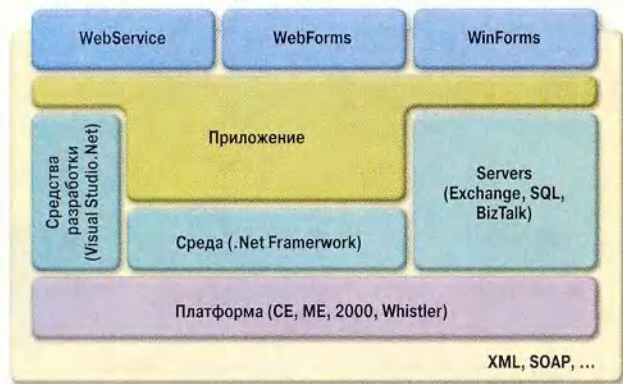 WebService
WebForms
WinForms
Приложение
Средства
разработки
(Visual Studio.Net)
Servers
(Exchange, SQL,
BizTalk)
Среда (.Net Framerwork)
Платформа (CE, ME, 2000, Whistler)
XML, SOAP, ...